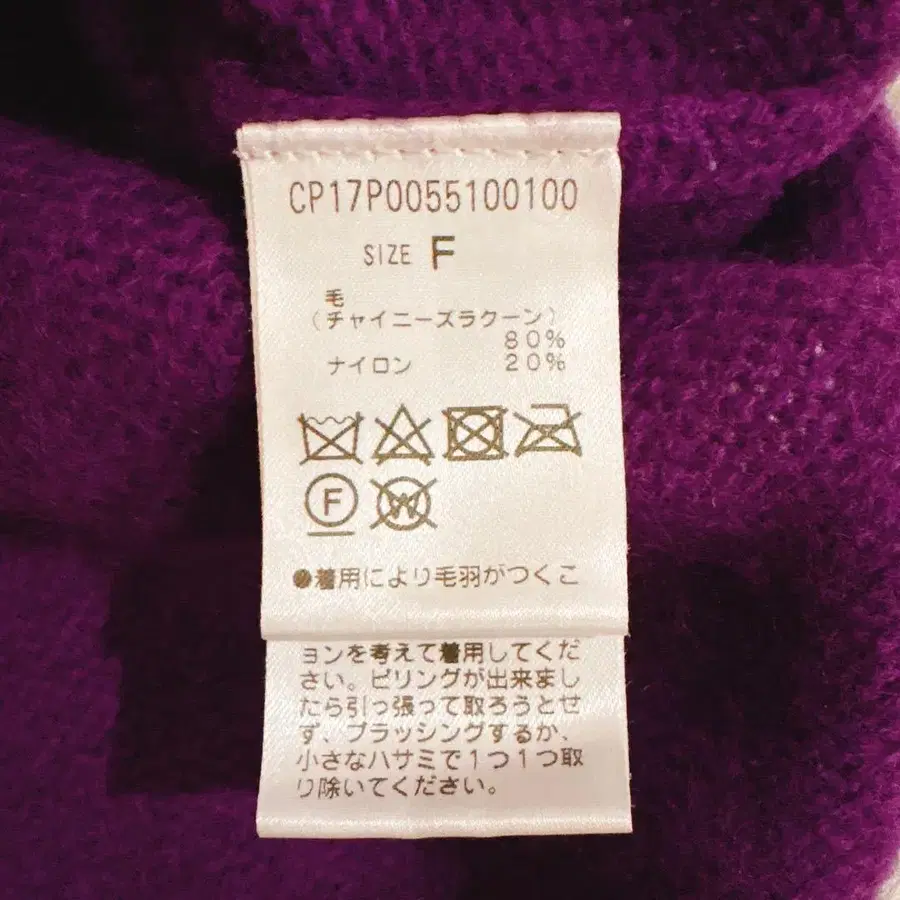 CP17P0055100100
SIZE F
毛
(チャイニーズラクーン)
80%
ナイロン 20%
F W
●着用により毛羽がつくこ
ョンを考えて着用してくだ
さい。ピリングが出来まし
たら引っ張って取ろうとせ
ず、ブラッシングするか、
小さなハサミで1つ1つ取
り除いてください。